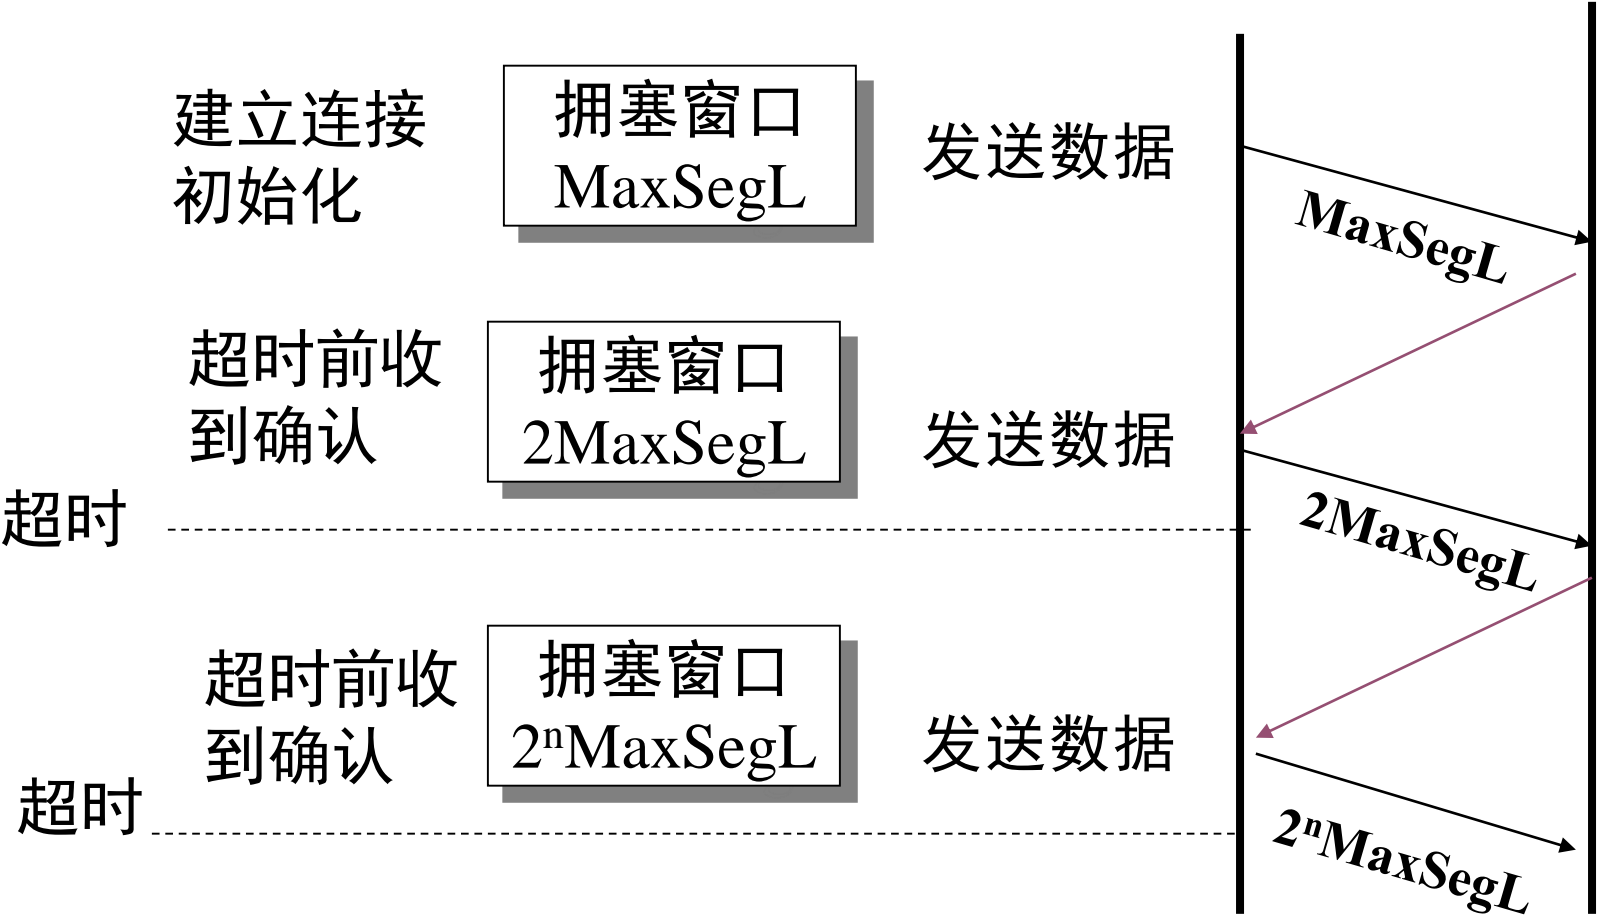 建立连接
初始化
拥塞窗口
MaxSegL
发送数据
MaxSegL
超时前收
到确认
拥塞窗口
2MaxSegL
发送数据
2MaxSegL
超时
超时前收
到确认
拥塞窗口
2ⁿMaxSegL
发送数据
2ⁿMaxSegL
超时